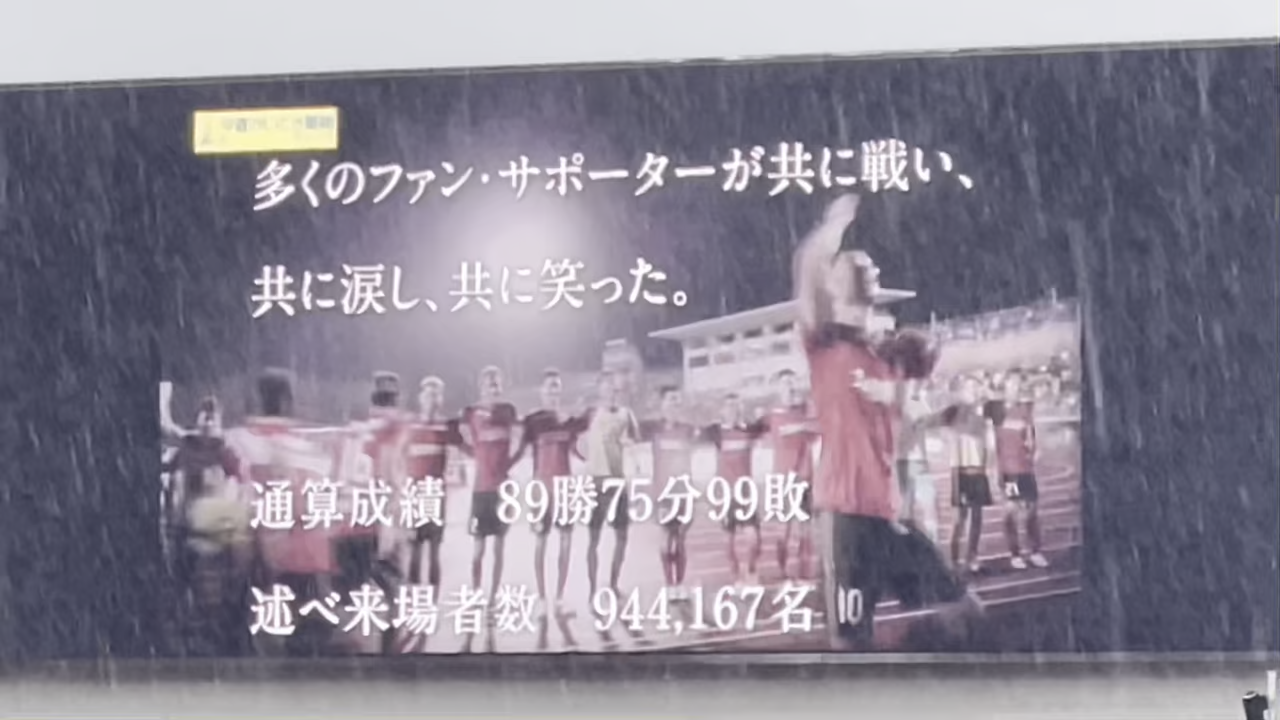 多くのファン・サポーターが共に戦い、
共に涙し、共に笑った。
通算成績　89勝75分99敗
述べ来場者数　944,167名
10